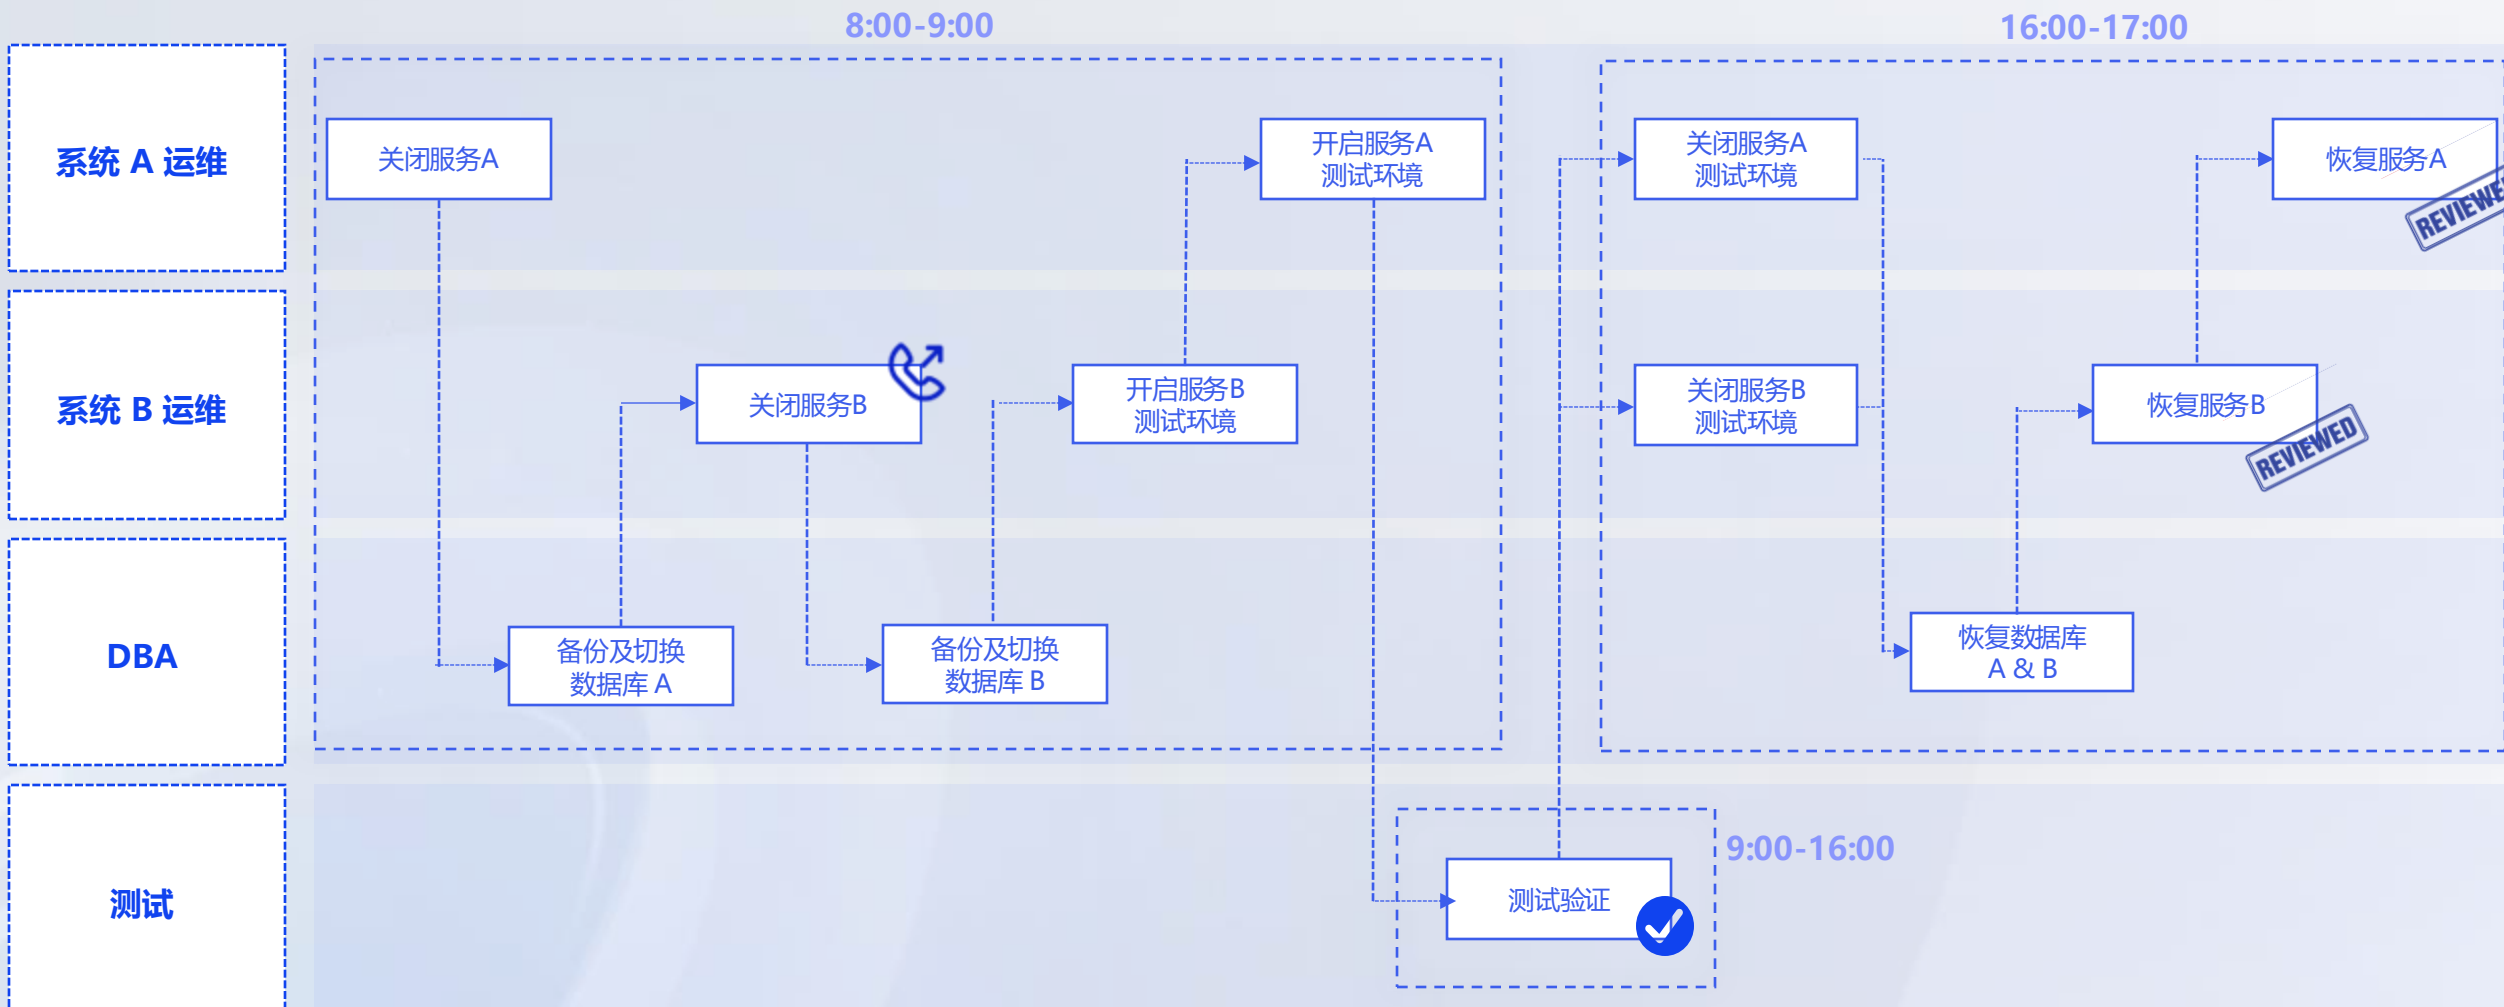 8:00-9:00
16:00-17:00
系统 A 运维
关闭服务A
开启服务A
测试环境
关闭服务A
测试环境
恢复服务A
系统 B 运维
关闭服务B
开启服务B
测试环境
关闭服务B
测试环境
恢复服务B
REVIEWED
DBA
备份及切换
数据库 A
备份及切换
数据库 B
恢复数据库
A & B
测试
测试验证
9:00-16:00